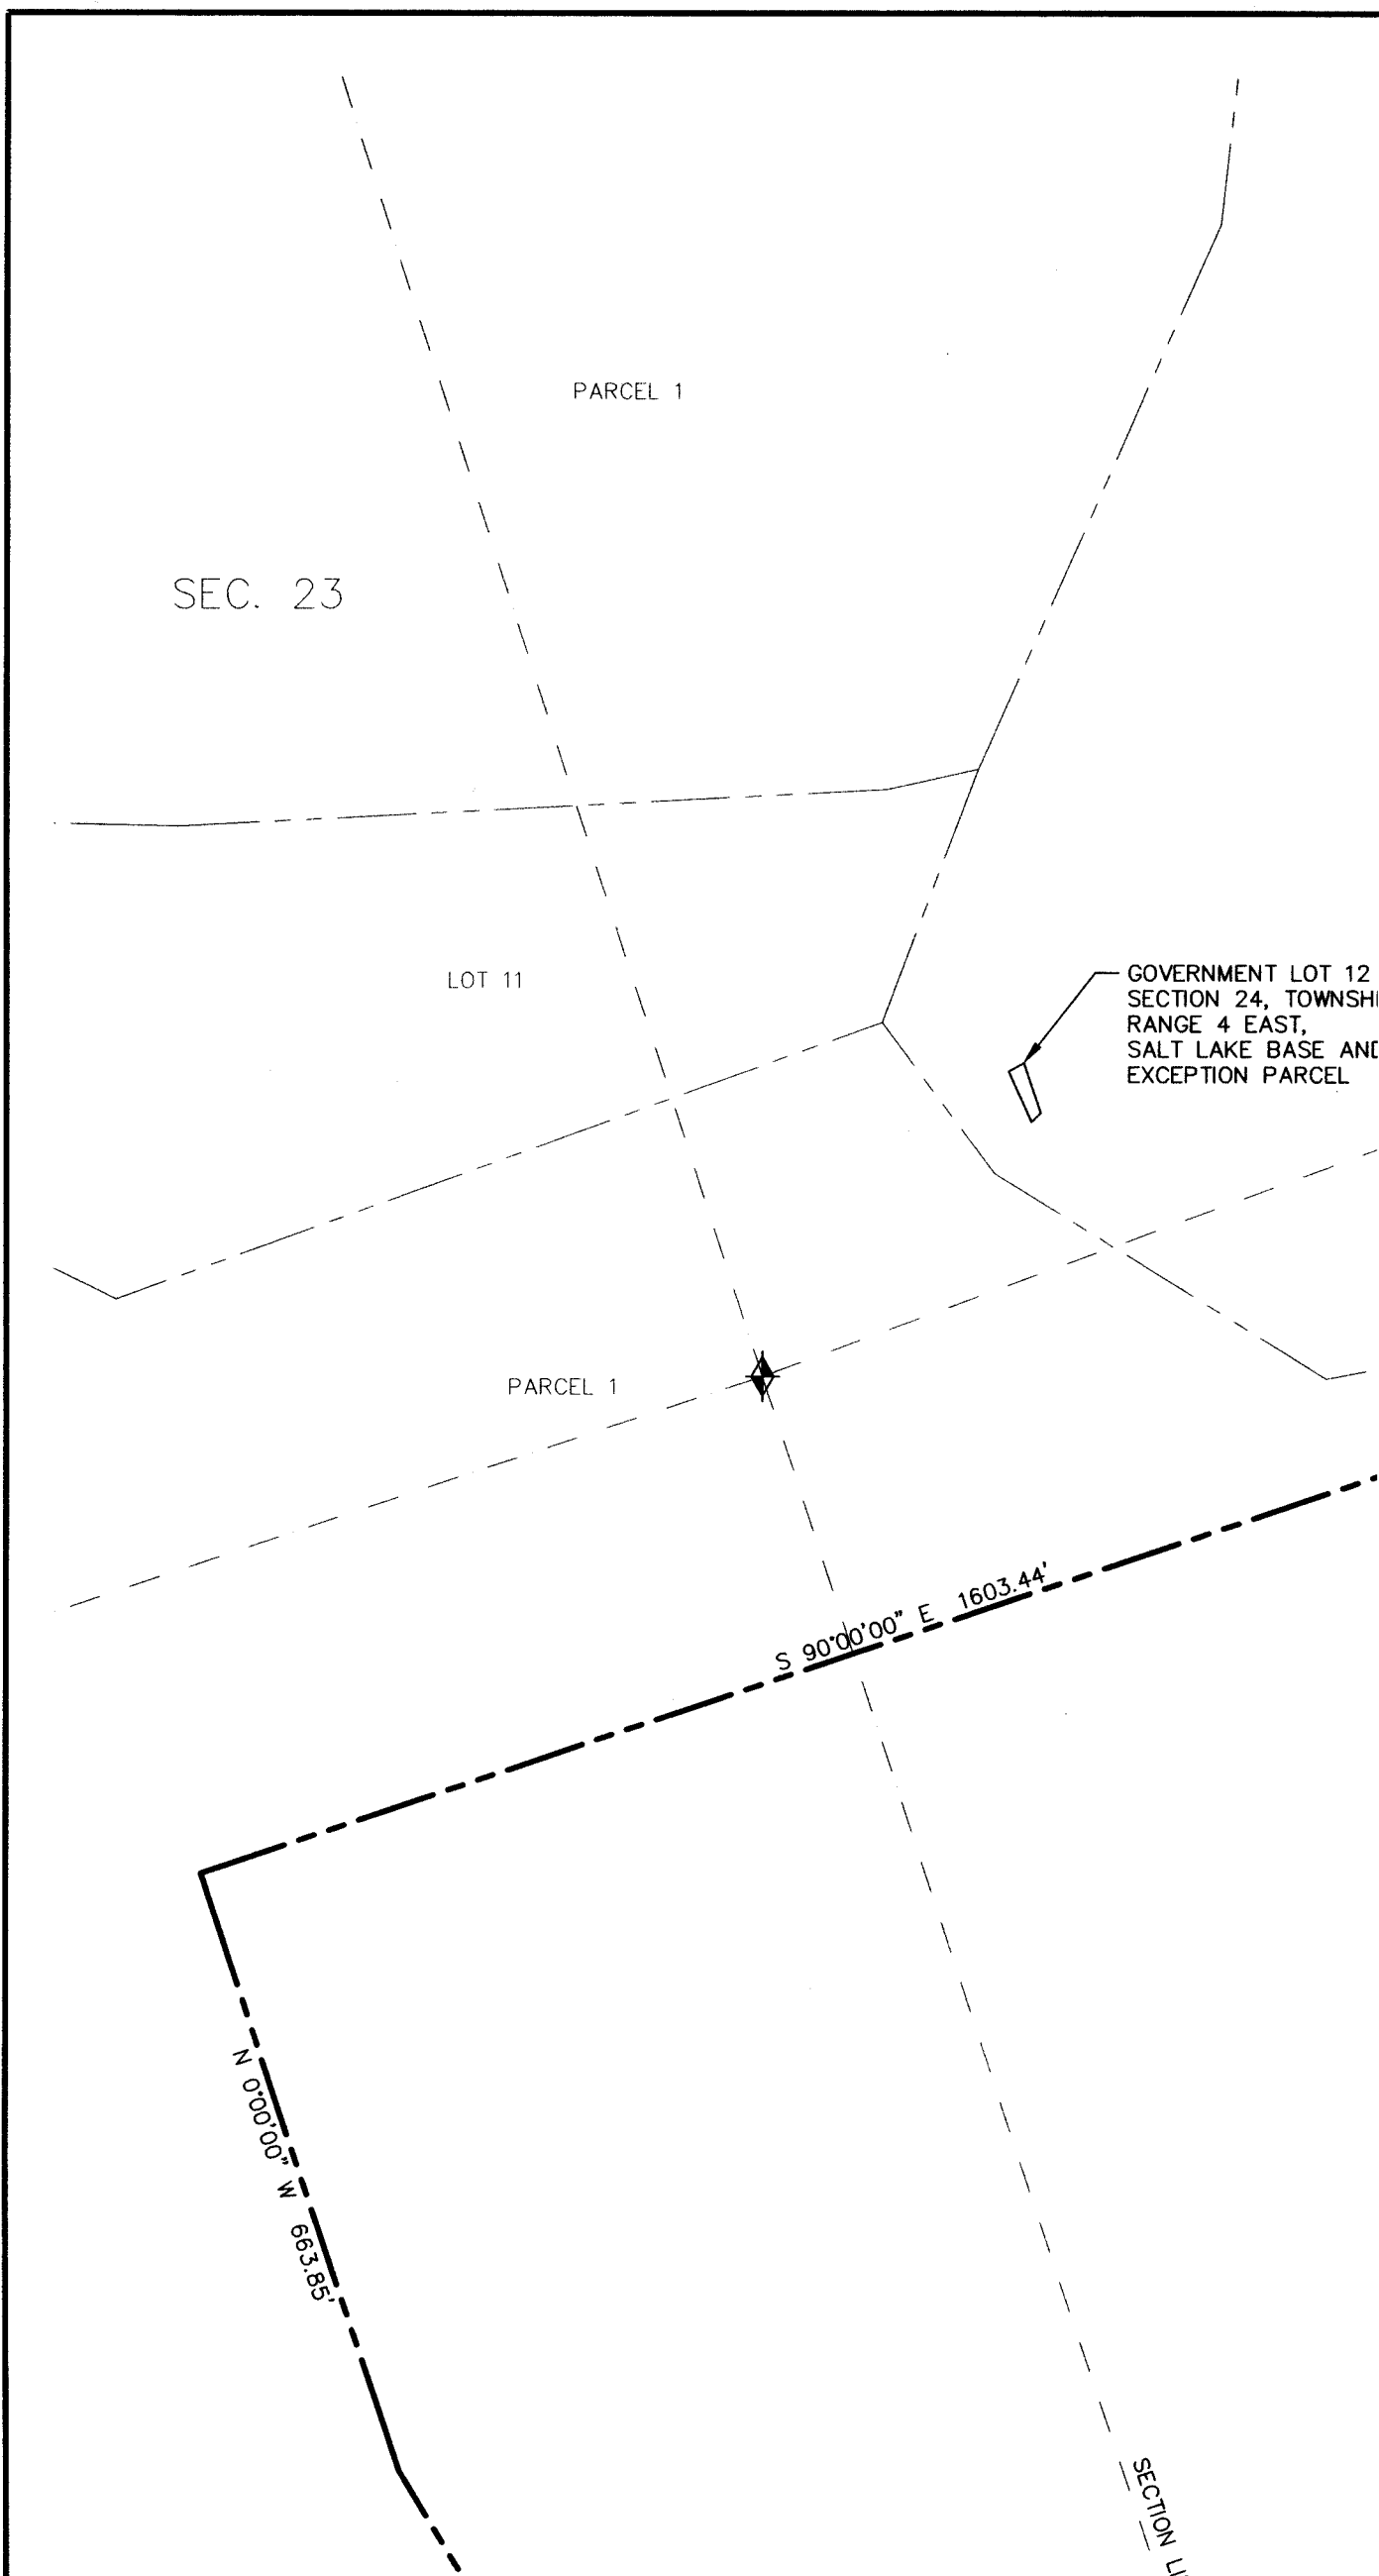 PARCEL 1
SEC. 23
LOT 11
GOVERNMENT LOT 12
SECTION 24,
RANGE 4 EAST,
SALT LAKE BASE AND
EXCEPTION PARCEL
PARCEL 1
S 90°00'00" E 1603.44'
N 0°00'00" W 663.85'
SECTION